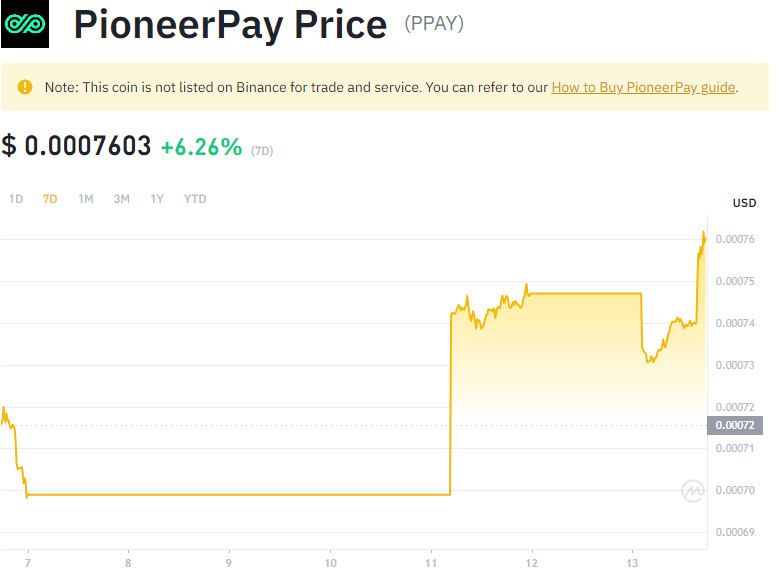 PioneerPay Price (PPAY)
Note: This coin is not listed on Binance for trade and service. You can refer to our How to Buy PioneerPay guide.
$ 0.0007603 +6.26% (7D)
1D 7D 1M 3M 1Y YTD
USD
0.00076
0.00075
0.00074
0.00073
0.00072
0.00072
0.00071
0.00070
0.00069
7 8 9 10 11 12 13